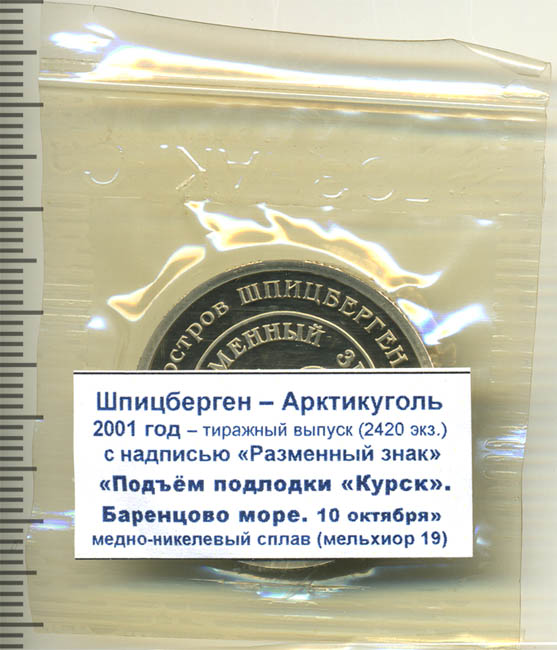 остров ШПИЦБЕРГЕН
МЕННЫЙ ЗН
Шпицберген – Арктикуголь
2001 год – тиражный выпуск (2420 экз.)
с надписью «Разменный знак»
«Подъём подлодки «Курск».
Баренцово море. 10 октября»
медно-никелевый сплав (мельхиор 19)